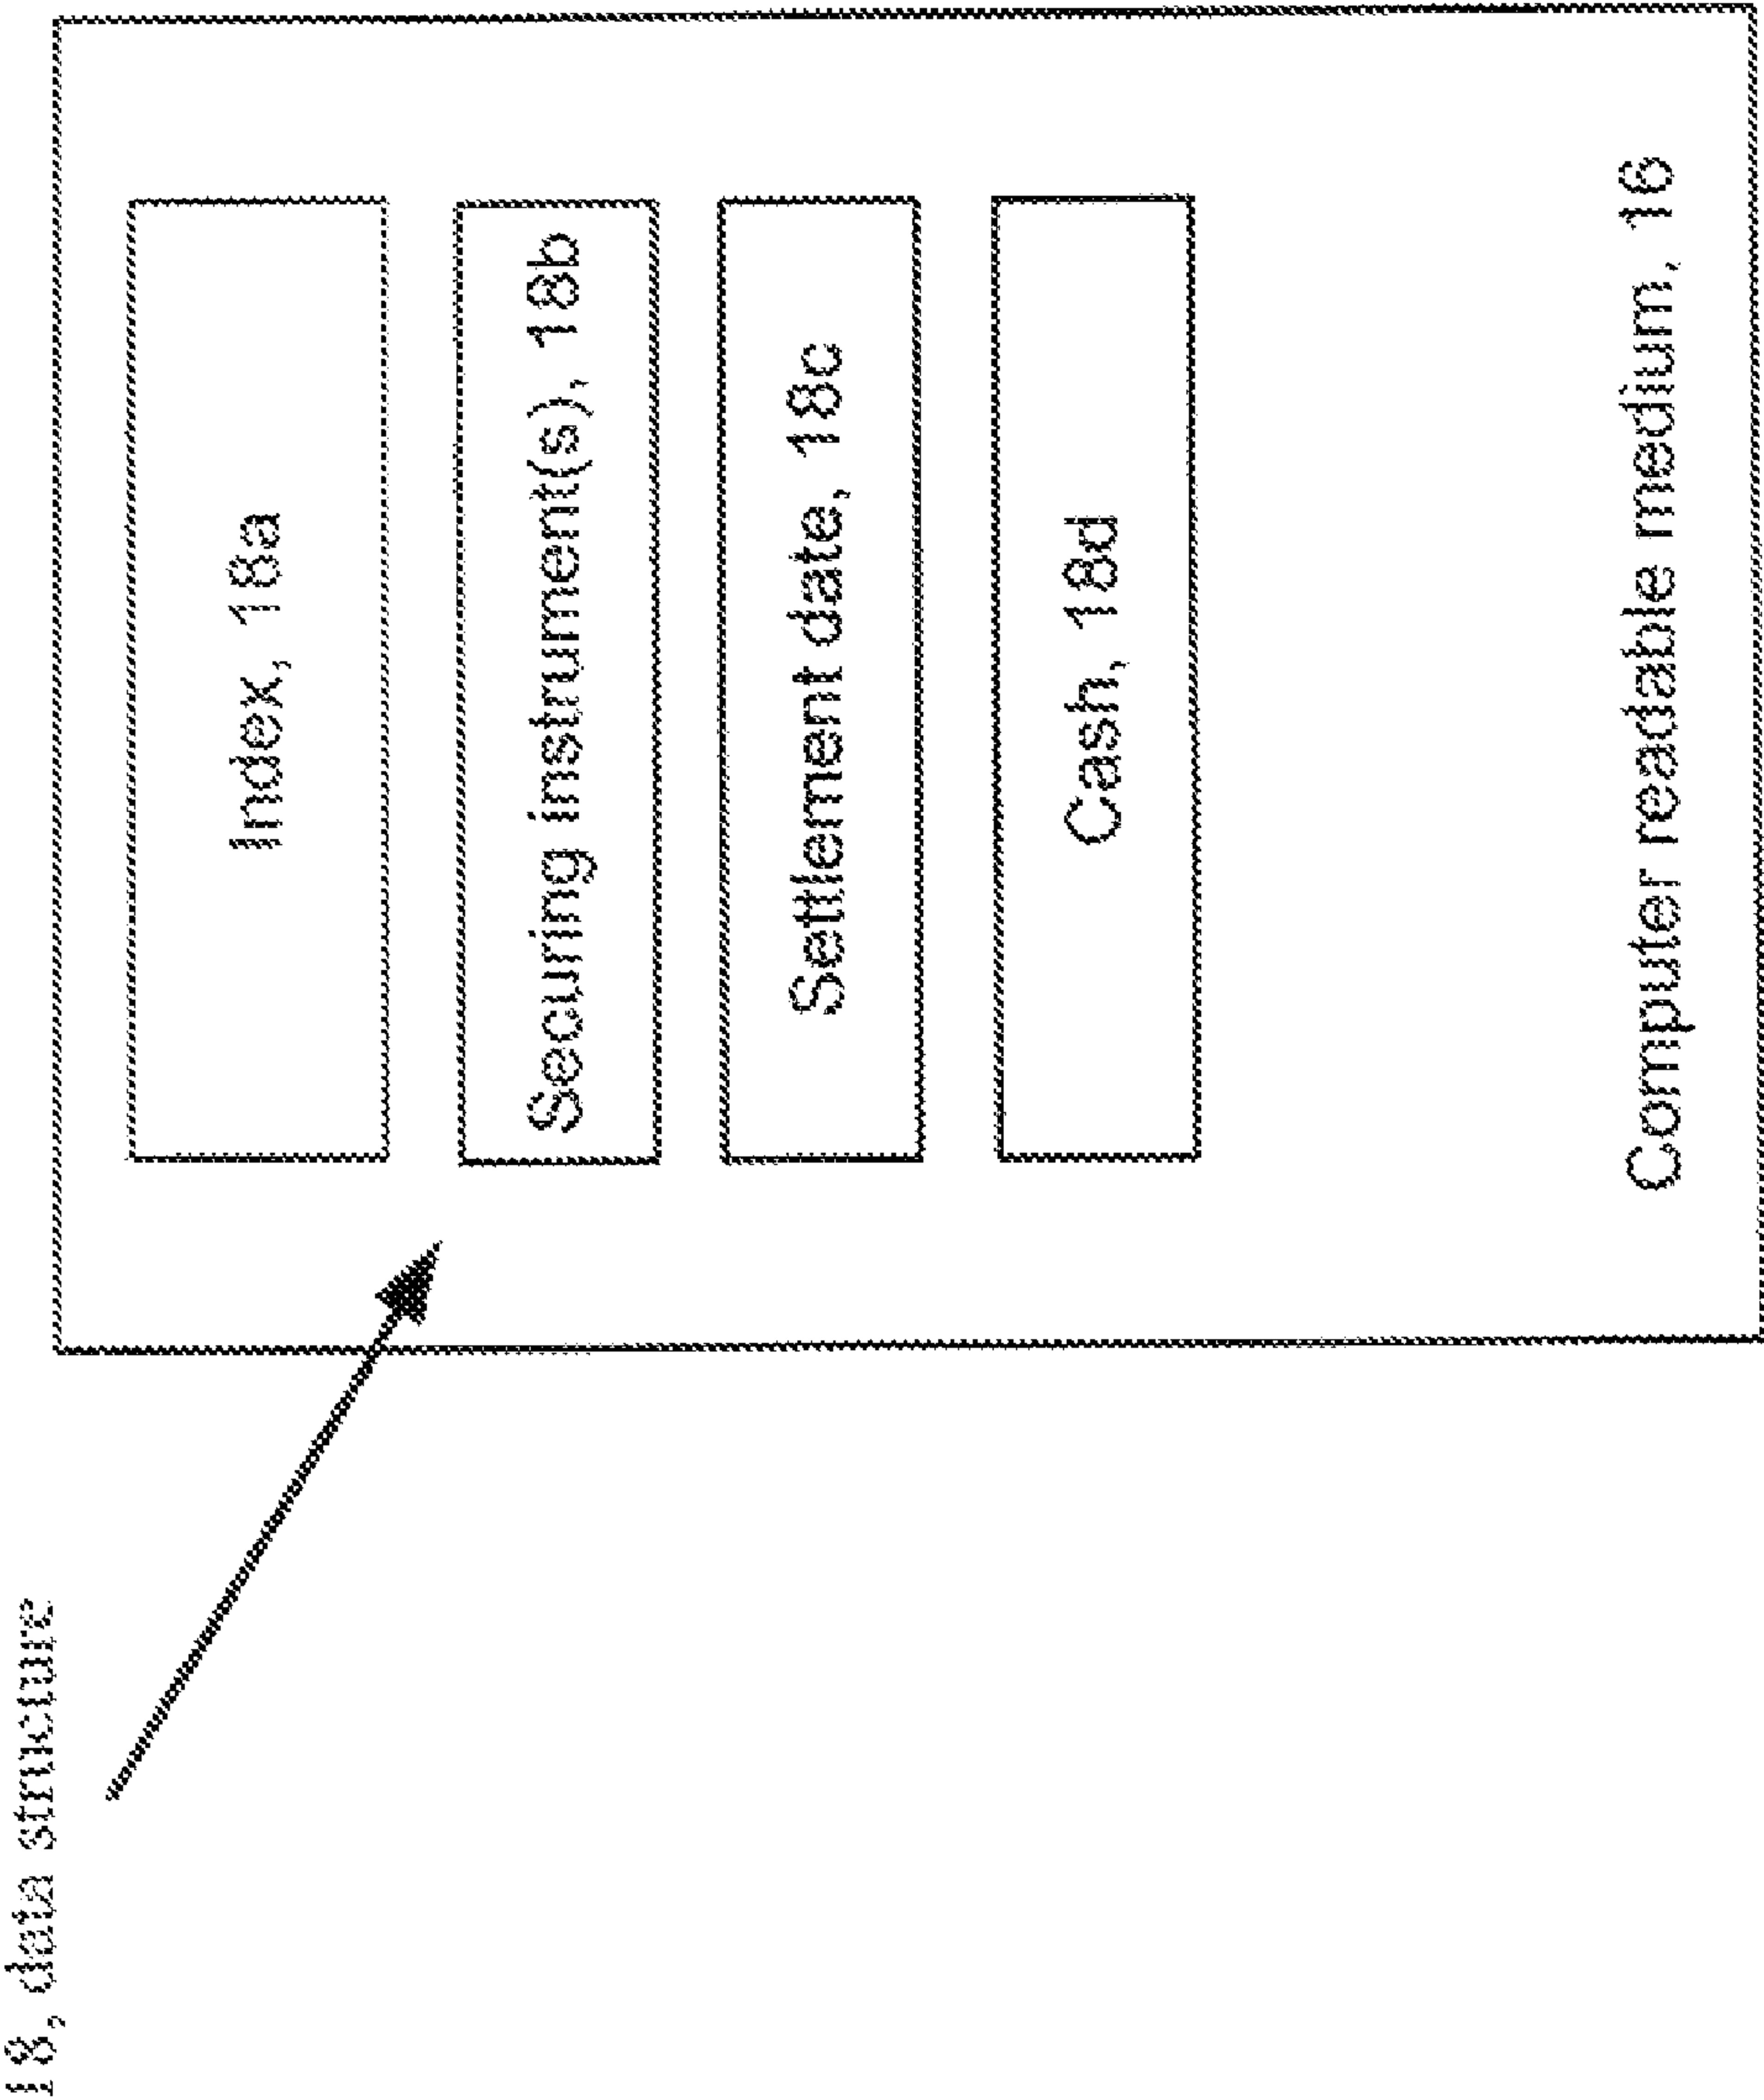 18, data structure
Index, 18a
Securing instrument(s), 18b
Settlement date, 18c
Cash, 18d
Computer readable medium, 16